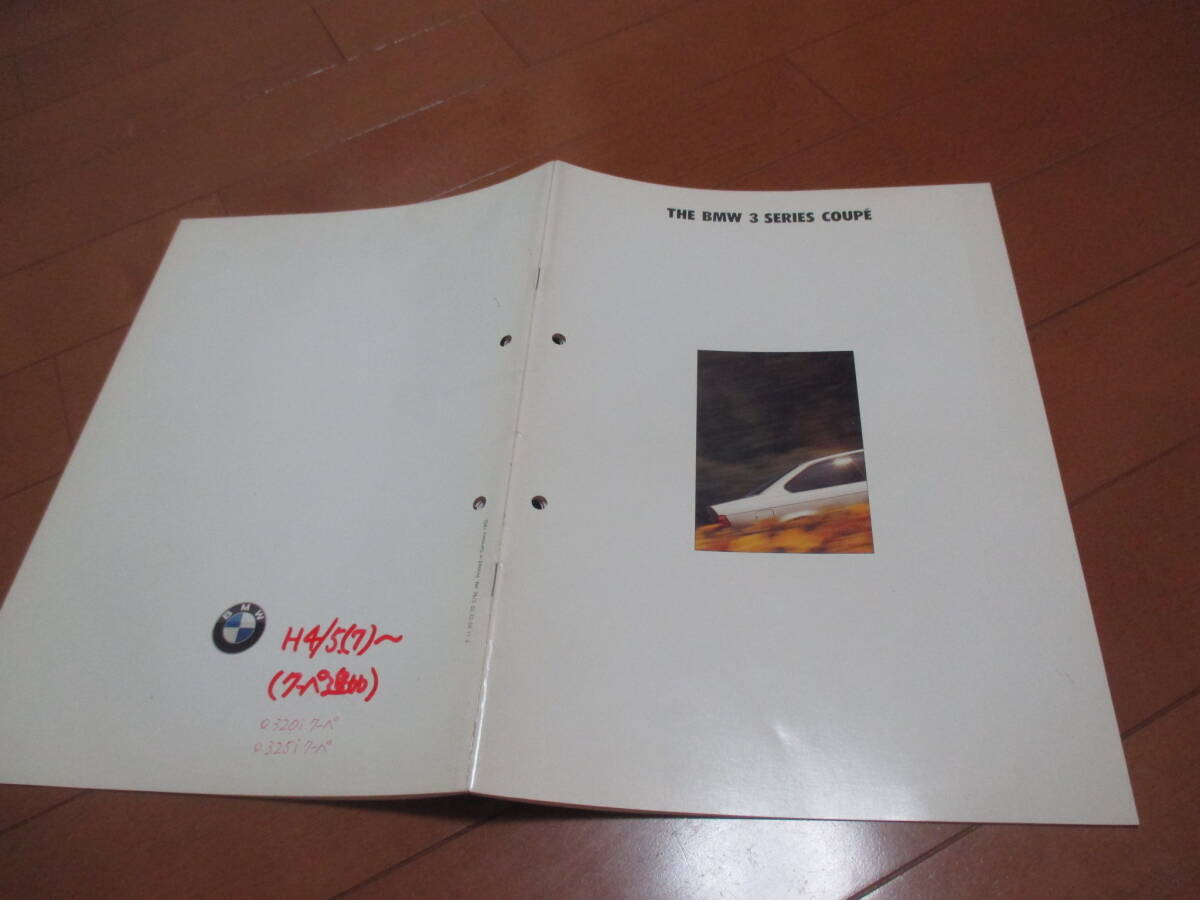 THE BMW 3 SERIES COUPÉ
BMW
H4/5.(7)〜
(クーペ追加)
○320iクーペ
○325iクーペ